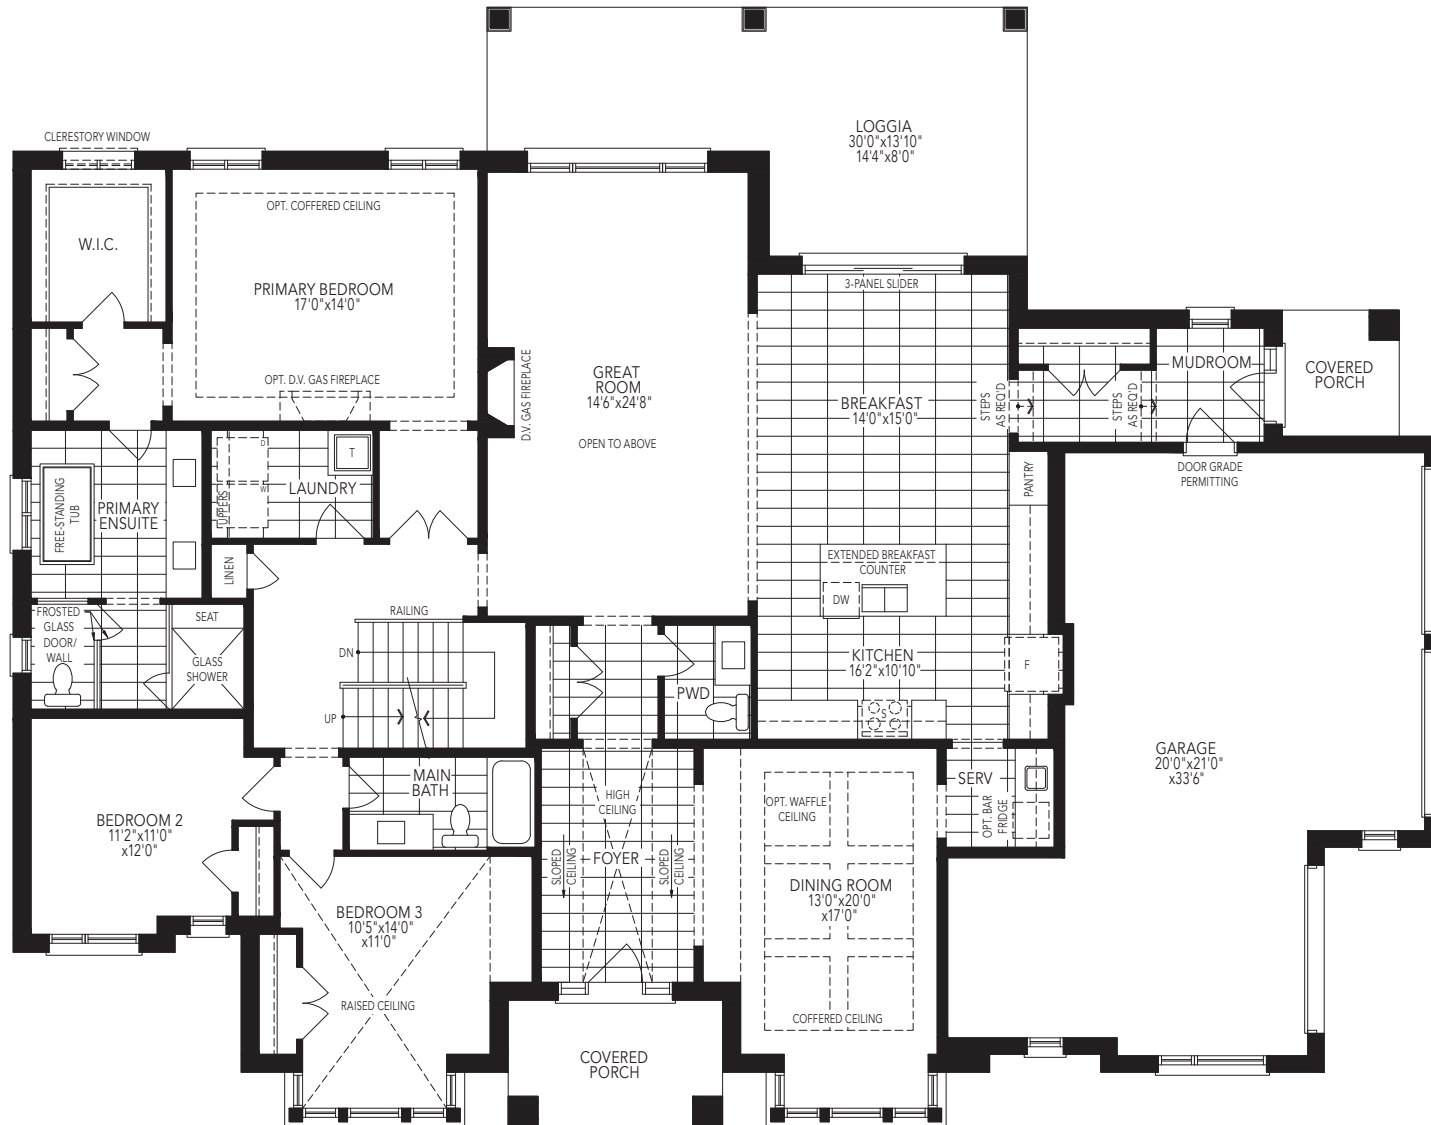 CLERESTORY WINDOW
LOGGIA
30'0"x13'10"
14'4"x8'0"
W.I.C.
OPT. COFFERED CEILING
PRIMARY BEDROOM
17'0"x14'0"
OPT. D.V. GAS FIREPLACE
GREAT
ROOM
14'6"x24'8"
OPEN TO ABOVE
D.V. GAS FIREPLACE
3-PANEL SLIDER
BREAKFAST
14'0"x15'0"
STEPS
AS REQ'D
STEPS
AS REQ'D
MUDROOM
COVERED
PORCH
DOOR GRADE
PERMITTING
PANTRY
FREE-STANDING
TUB
PRIMARY
ENSUITE
D
W
UPPERS
LAUNDRY
T
LINEN
EXTENDED BREAKFAST
COUNTER
DW
KITCHEN
16'2"x10'10"
F
S
FROSTED
GLASS
DOOR/
WALL
SEAT
GLASS
SHOWER
RAILING
DN
UP
PWD
GARAGE
20'0"x21'0"
x33'6"
SERV
OPT. BAR
FRIDGE
BEDROOM 2
11'2"x11'0"
x12'0"
MAIN
BATH
HIGH
CEILING
SLOPED
CEILING
FOYER
SLOPED
CEILING
OPT. WAFFLE
CEILING
DINING ROOM
13'0"x20'0"
x17'0"
COFFERED CEILING
BEDROOM 3
10'5"x14'0"
x11'0"
RAISED CEILING
COVERED
PORCH